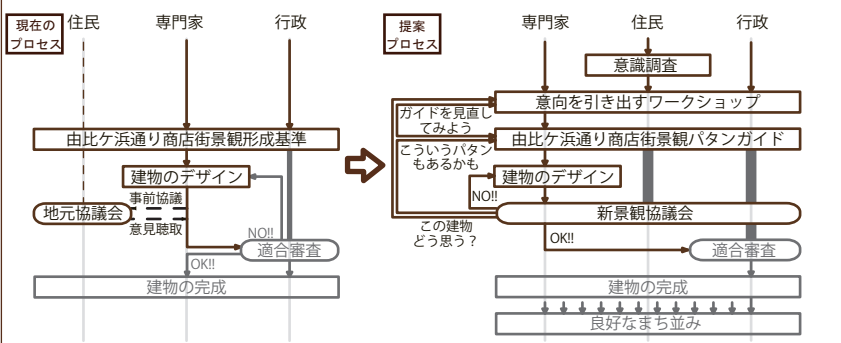 現在の
プロセス
住民
専門家
行政
由比ケ浜通り商店街景観形成基準
建物のデザイン
事前協議
地元協議会
意見聴取
NO!!
適合審査
OK!!
建物の完成
提案
プロセス
専門家
住民
行政
意識調査
意向を引き出すワークショップ
ガイドを見直し
てみよう
由比ケ浜通り商店街景観パタンガイド
こういうパタン
もあるかも
建物のデザイン
NO!!
新景観協議会
この建物
どう思う？
OK!!
適合審査
建物の完成
良好なまち並み